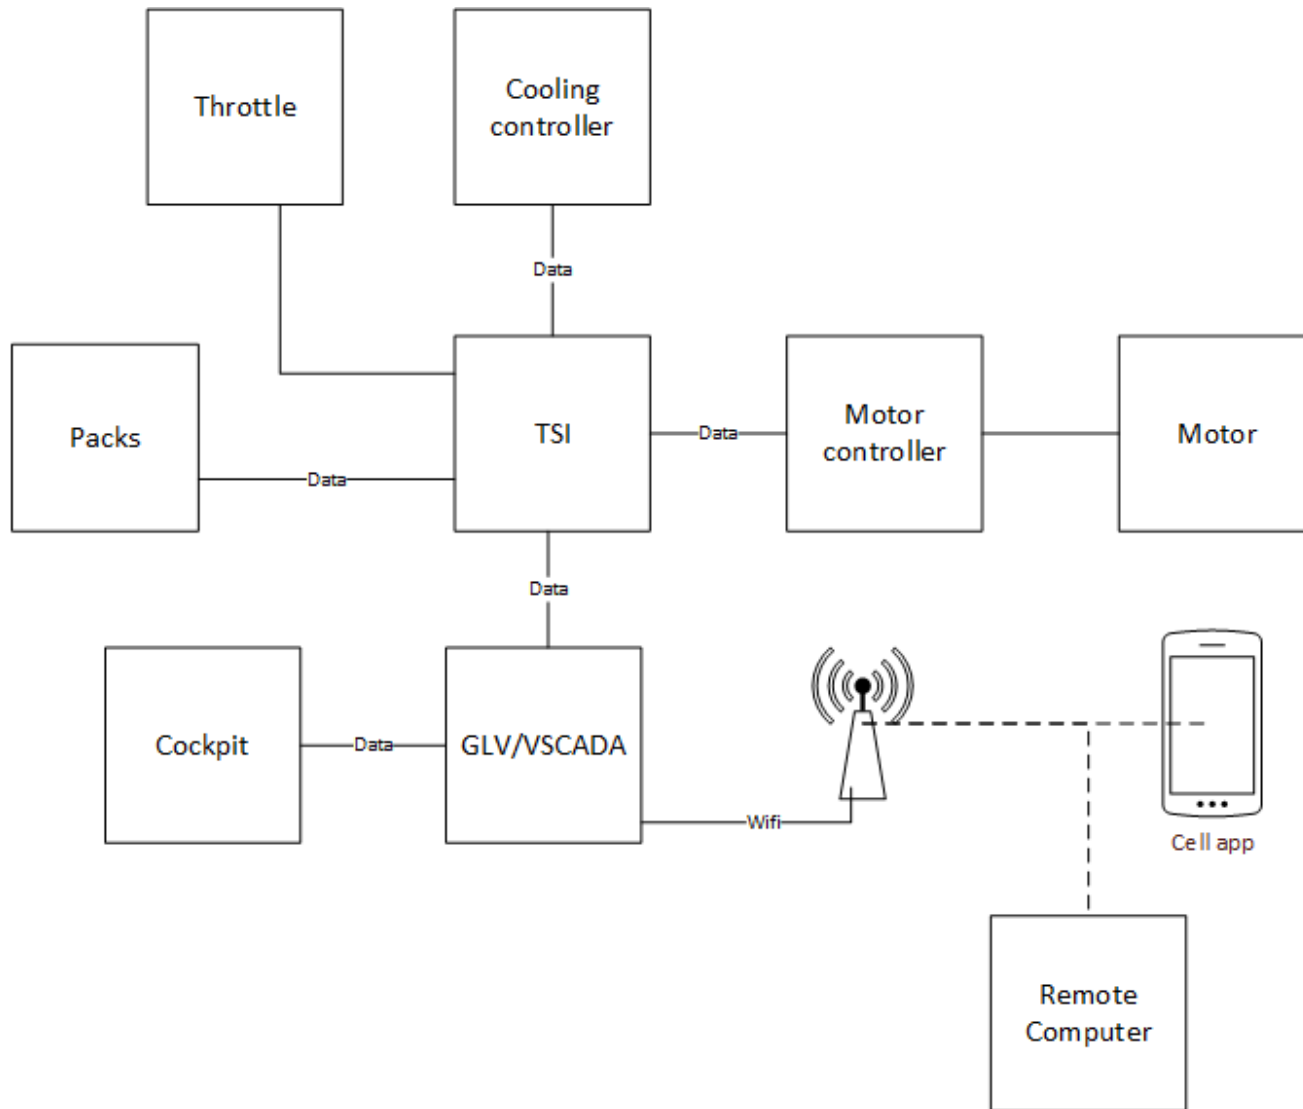 Throttle
Cooling
controller
Data
Packs
TSI
Data
Motor
controller
Motor
Data
Data
Cockpit
Data
GLV/VSCADA
Wifi
Cell app
Remote
Computer